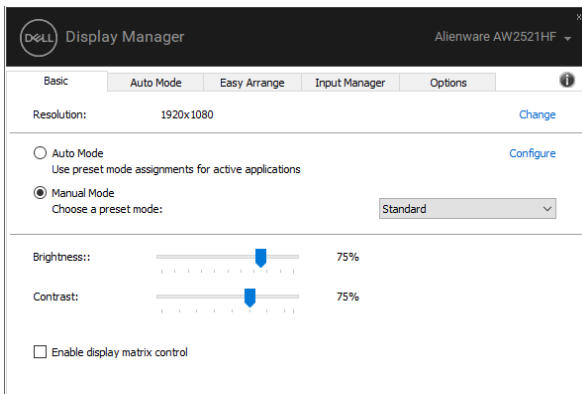 DELL Display Manager Alienware AW2521HF
Basic Auto Mode Easy Arrange Input Manager Options
Resolution: 1920x1080 Change
Auto Mode Configure
Use preset mode assignments for active applications
Manual Mode
Choose a preset mode: Standard
Brightness:: 75%
Contrast: 75%
Enable display matrix control